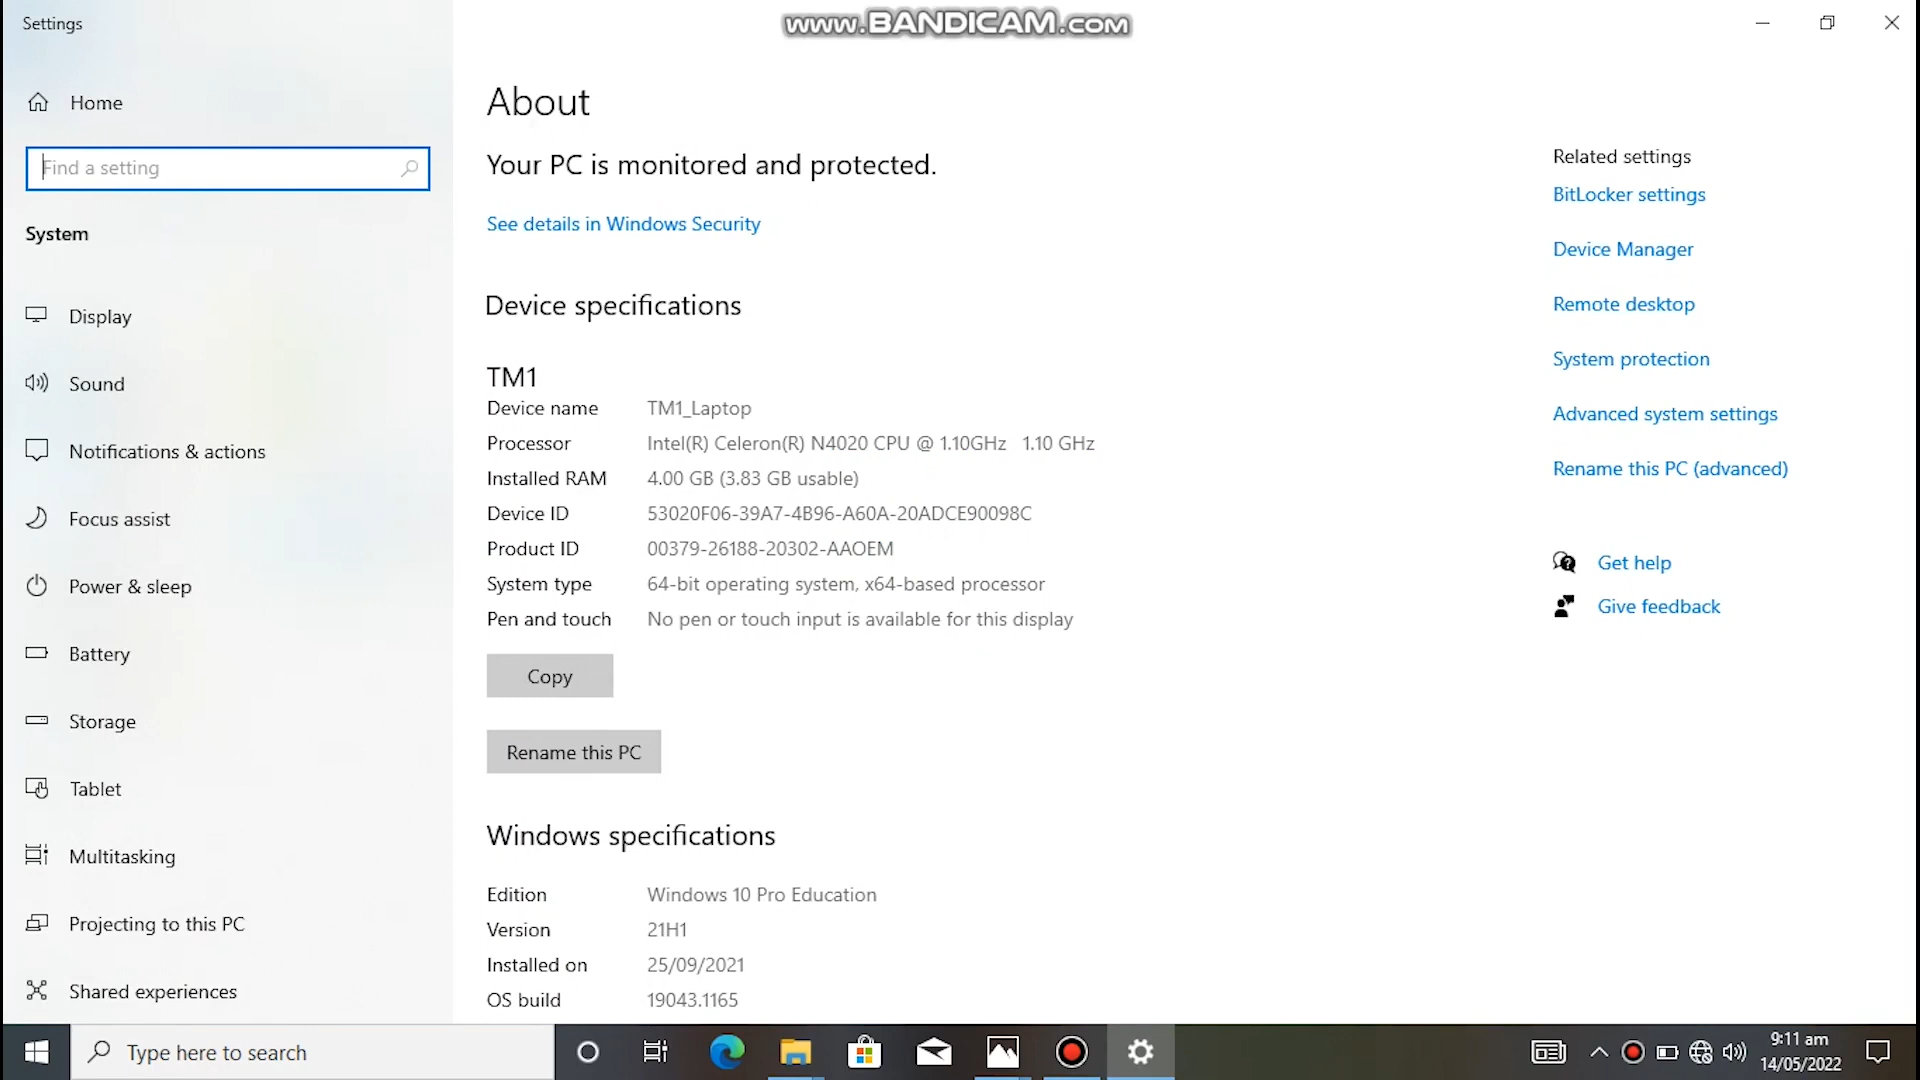 Settings
www.BANDICAM.com
Home
Find a setting
System
Display
Sound
Notifications & actions
Focus assist
Power & sleep
Battery
Storage
Tablet
Multitasking
Projecting to this PC
Shared experiences
About
Your PC is monitored and protected.
See details in Windows Security
Device specifications
TM1
Device name TM1_Laptop
Processor Intel(R) Celeron(R) N4020 CPU @ 1.10GHz 1.10 GHz
Installed RAM 4.00 GB (3.83 GB usable)
Device ID 53020F06-39A7-4B96-A60A-20ADCE90098C
Product ID 00379-26188-20302-AAOEM
System type 64-bit operating system, x64-based processor
Pen and touch No pen or touch input is available for this display
Copy
Rename this PC
Windows specifications
Edition Windows 10 Pro Education
Version 21H1
Installed on 25/09/2021
OS build 19043.1165
Related settings
BitLocker settings
Device Manager
Remote desktop
System protection
Advanced system settings
Rename this PC (advanced)
Get help
Give feedback
Type here to search
9:11 am
14/05/2022